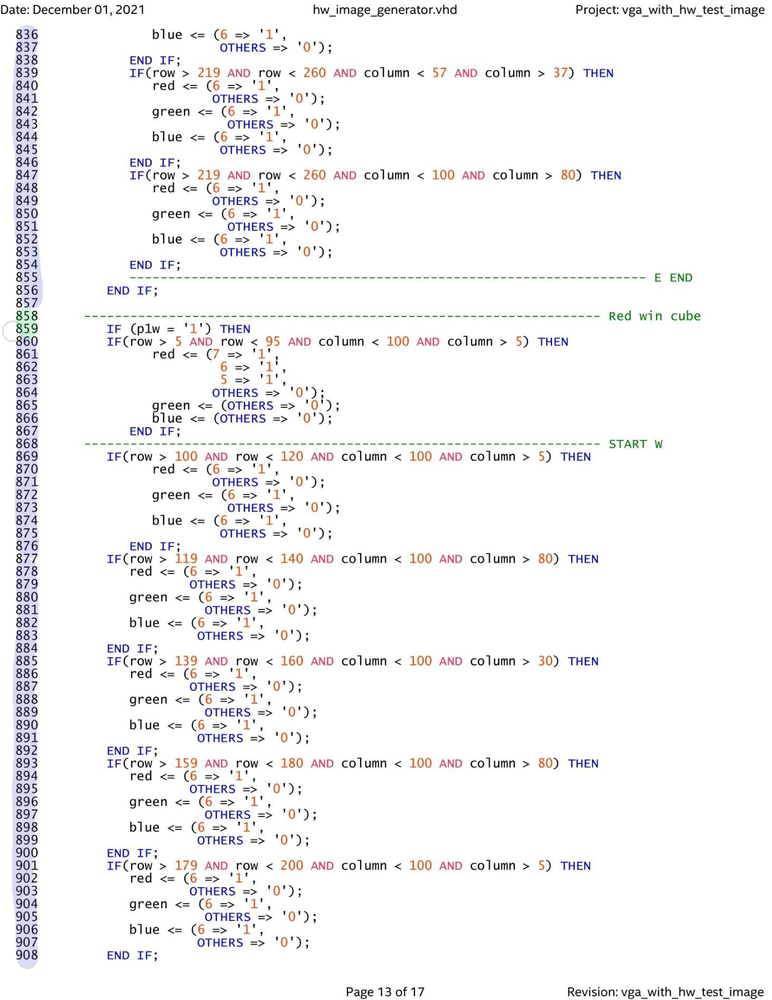 Date: December 01, 2021 hw_image_generator.vhd Project: vga_with_hw_test_image
836 blue <= (6 => '1',
837 OTHERS => '0');
838 END IF;
839 IF(row > 219 AND row < 260 AND column < 57 AND column > 37) THEN
840 red <= (6 => '1',
841 OTHERS => '0');
842 green <= (6 => '1',
843 OTHERS => '0');
844 blue <= (6 => '1',
845 OTHERS => '0');
846 END IF;
847 IF(row > 219 AND row < 260 AND column < 100 AND column > 80) THEN
848 red <= (6 => '1',
849 OTHERS => '0');
850 green <= (6 => '1',
851 OTHERS => '0');
852 blue <= (6 => '1',
853 OTHERS => '0');
854 END IF;
855 -------------------------------------------------------------------- E END
856 END IF;
857
858 -------------------------------------------------------------------- Red win cube
859 IF (p1w = '1') THEN
860 IF(row > 5 AND row < 95 AND column < 100 AND column > 5) THEN
861 red <= (7 => '1',
862 6 => '1',
863 5 => '1',
864 OTHERS => '0');
865 green <= (OTHERS => '0');
866 blue <= (OTHERS => '0');
867 END IF;
868 -------------------------------------------------------------------- START W
869 IF(row > 100 AND row < 120 AND column < 100 AND column > 5) THEN
870 red <= (6 => '1',
871 OTHERS => '0');
872 green <= (6 => '1',
873 OTHERS => '0');
874 blue <= (6 => '1',
875 OTHERS => '0');
876 END IF;
877 IF(row > 119 AND row < 140 AND column < 100 AND column > 80) THEN
878 red <= (6 => '1',
879 OTHERS => '0');
880 green <= (6 => '1',
881 OTHERS => '0');
882 blue <= (6 => '1',
883 OTHERS => '0');
884 END IF;
885 IF(row > 139 AND row < 160 AND column < 100 AND column > 30) THEN
886 red <= (6 => '1',
887 OTHERS => '0');
888 green <= (6 => '1',
889 OTHERS => '0');
890 blue <= (6 => '1',
891 OTHERS => '0');
892 END IF;
893 IF(row > 159 AND row < 180 AND column < 100 AND column > 80) THEN
894 red <= (6 => '1',
895 OTHERS => '0');
896 green <= (6 => '1',
897 OTHERS => '0');
898 blue <= (6 => '1',
899 OTHERS => '0');
900 END IF;
901 IF(row > 179 AND row < 200 AND column < 100 AND column > 5) THEN
902 red <= (6 => '1',
903 OTHERS => '0');
904 green <= (6 => '1',
905 OTHERS => '0');
906 blue <= (6 => '1',
907 OTHERS => '0');
908 END IF;
Page 13 of 17 Revision: vga_with_hw_test_image